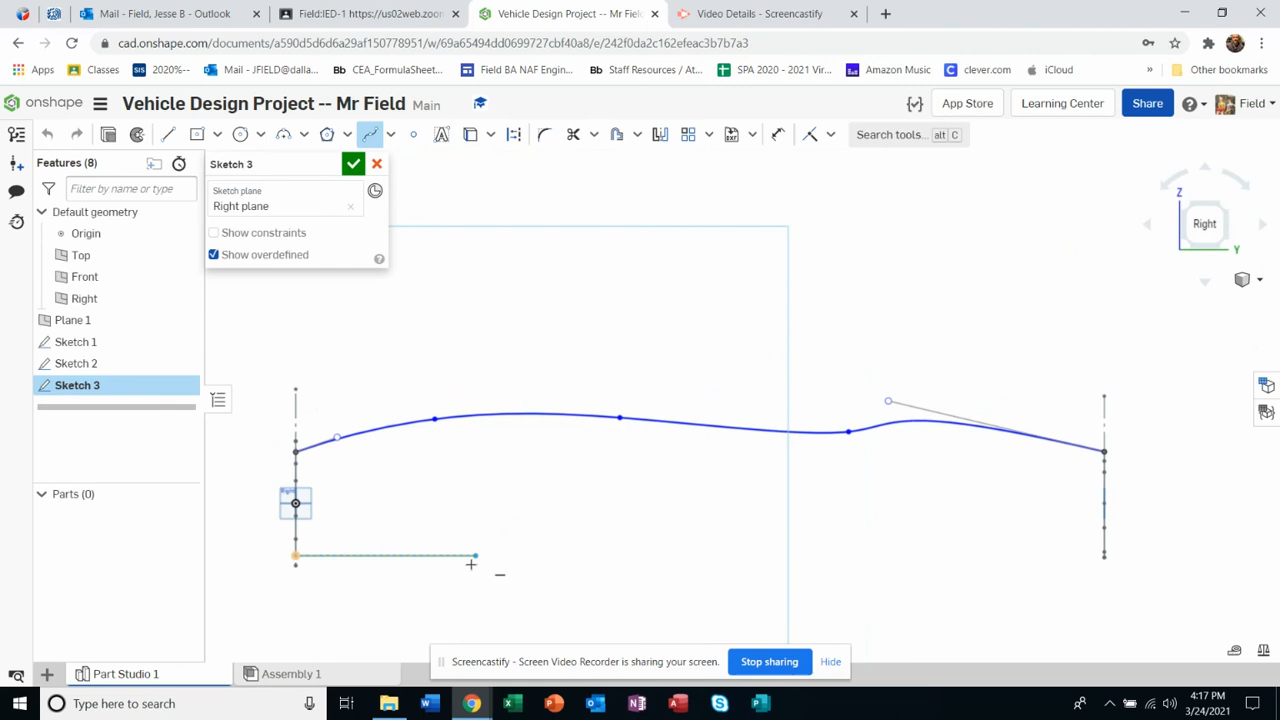 Mail - Field, Jesse B - Outlook
Field:IED-1 https://us02web.zoom
Vehicle Design Project -- Mr Field
Video Details - Screencastify
cad.onshape.com/documents/a590d5d6d6a29af150778951/w/69a65494dd0699727cbf40a8/e/242f0da2c162efeac3b7b7a3
Apps
Classes
2020%--
Mail - JFIELD@dalla...
CEA_FormulaSheet...
Field BA NAF Engin...
Staff Resources / At...
SPA 2020 - 2021 Vir...
Amazon Music
clever.com
iCloud
»
Other bookmarks
onshape
Vehicle Design Project -- Mr Field
Main
App Store
Learning Center
Share
Field
Search tools...
alt
C
Features (8)
Filter by name or type
Default geometry
Origin
Top
Front
Right
Plane 1
Sketch 1
Sketch 2
Sketch 3
Parts (0)
Sketch 3
Sketch plane
Right plane
Show constraints
Show overdefined
Z
Right
Y
Screencastify - Screen Video Recorder is sharing your screen.
Stop sharing
Hide
Part Studio 1
Assembly 1
Type here to search
4:17 PM
3/24/2021